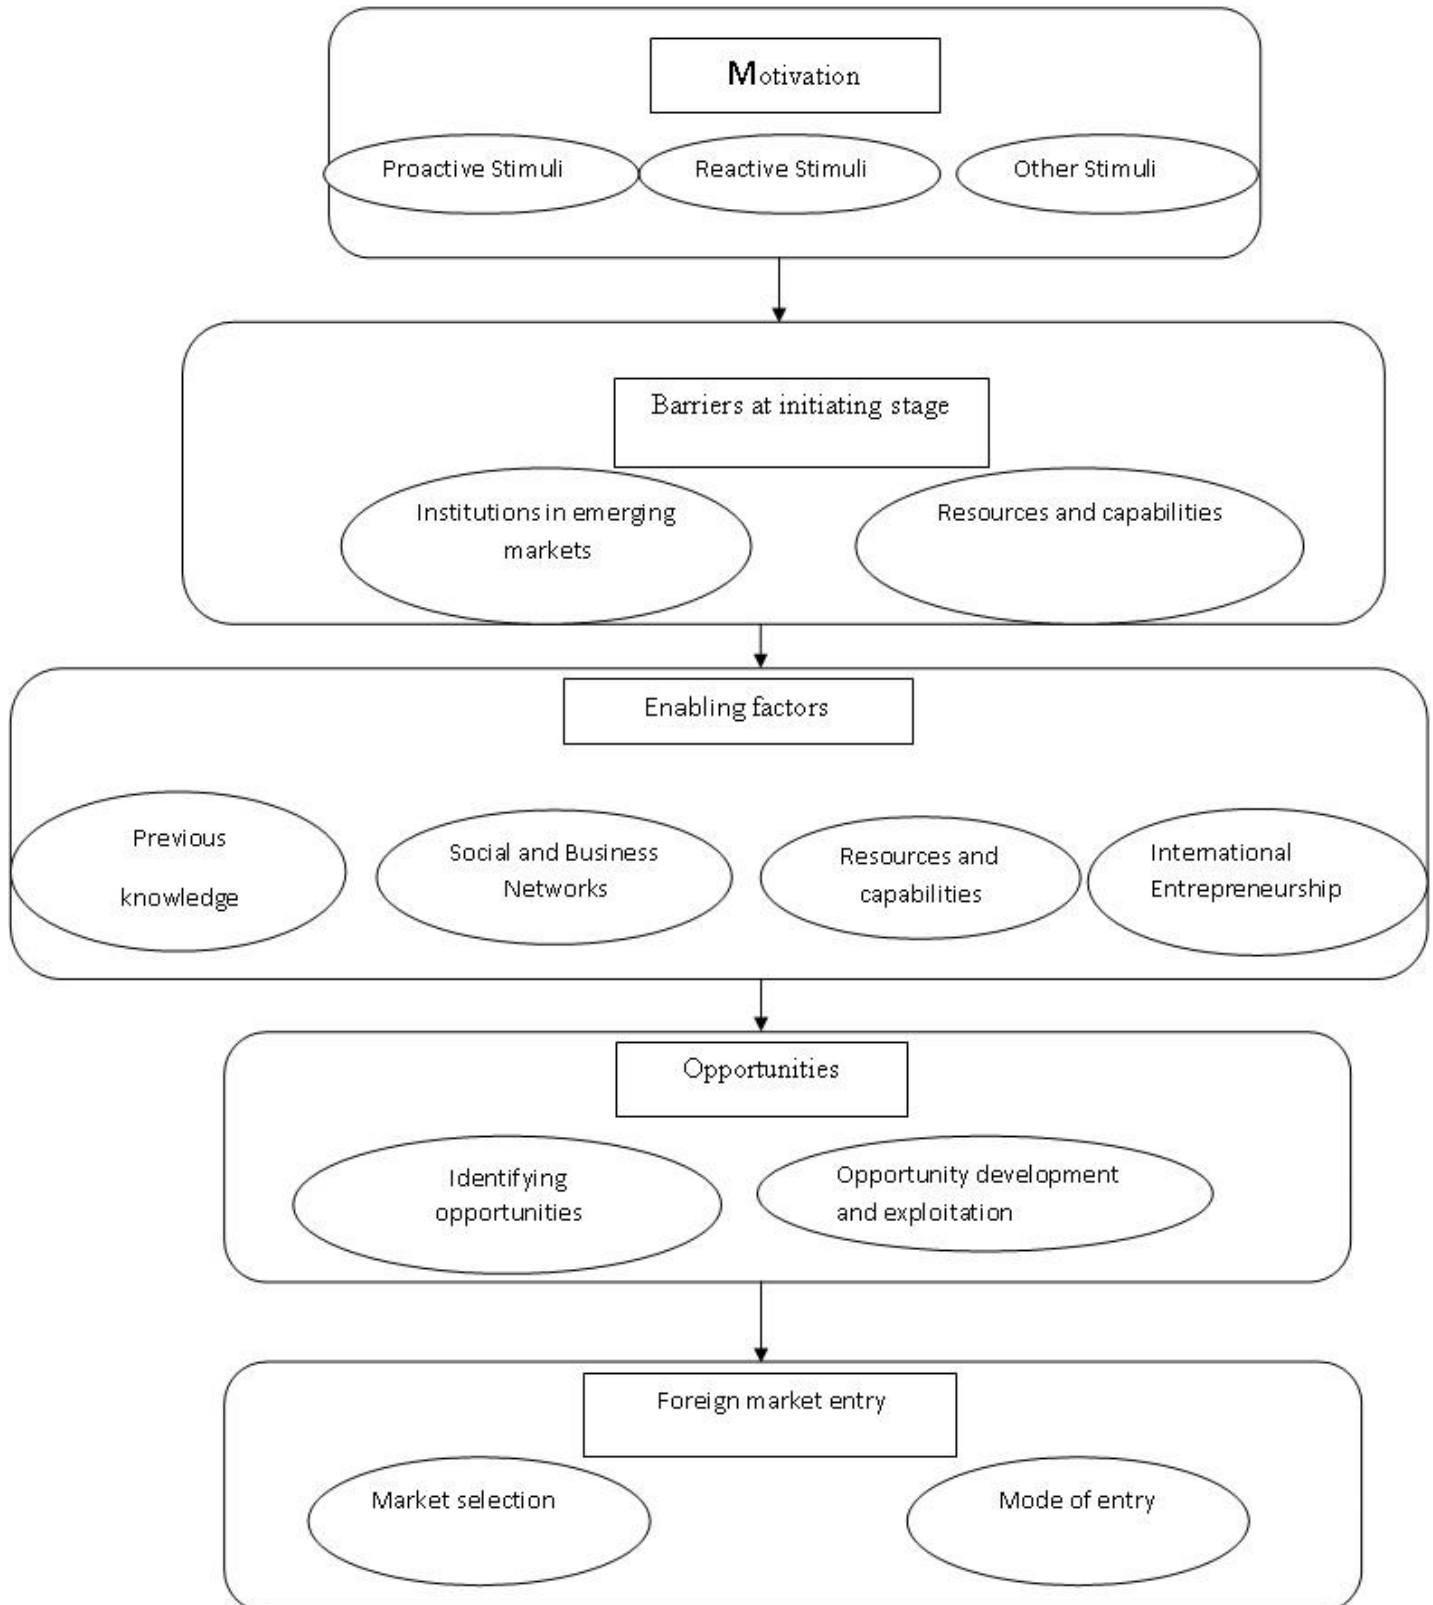 Motivation
Proactive Stimuli
Reactive Stimuli
Other Stimuli
Barriers at initiating stage
Institutions in emerging
markets
Resources and capabilities
Enabling factors
Previous
knowledge
Social and Business
Networks
Resources and
capabilities
International
Entrepreneurship
Opportunities
Identifying
opportunities
Opportunity development
and exploitation
Foreign market entry
Market selection
Mode of entry